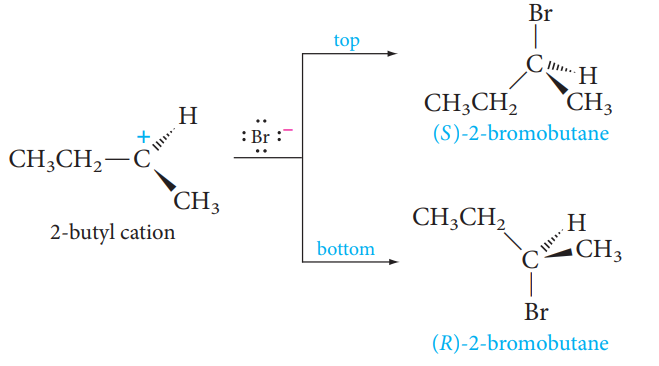 Br
top
C
H
H
CH₃CH₂
CH₃
(S)-2-bromobutane
+
:Br:⁻
CH₃CH₂—C
CH₃
2-butyl cation
CH₃CH₂
H
bottom
C
CH₃
Br
(R)-2-bromobutane